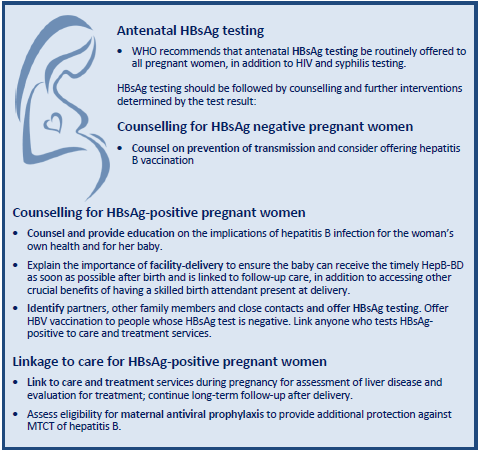 Antenatal HBsAg testing
• WHO recommends that antenatal HBsAg testing be routinely offered to
all pregnant women, in addition to HIV and syphilis testing.
HBsAg testing should be followed by counselling and further interventions
determined by the test result:
Counselling for HBsAg negative pregnant women
• Counsel on prevention of transmission and consider offering hepatitis
B vaccination
Counselling for HBsAg-positive pregnant women
• Counsel and provide education on the implications of hepatitis B infection for the woman's
own health and for her baby.
• Explain the importance of facility-delivery to ensure the baby can receive the timely HepB-BD
as soon as possible after birth and is linked to follow-up care, in addition to accessing other
crucial benefits of having a skilled birth attendant present at delivery.
• Identify partners, other family members and close contacts and offer HBsAg testing. Offer
HBV vaccination to people whose HBsAg test is negative. Link anyone who tests HBsAg-
positive to care and treatment services.
Linkage to care for HBsAg-positive pregnant women
• Link to care and treatment services during pregnancy for assessment of liver disease and
evaluation for treatment; continue long-term follow-up after delivery.
• Assess eligibility for maternal antiviral prophylaxis to provide additional protection against
MTCT of hepatitis B.